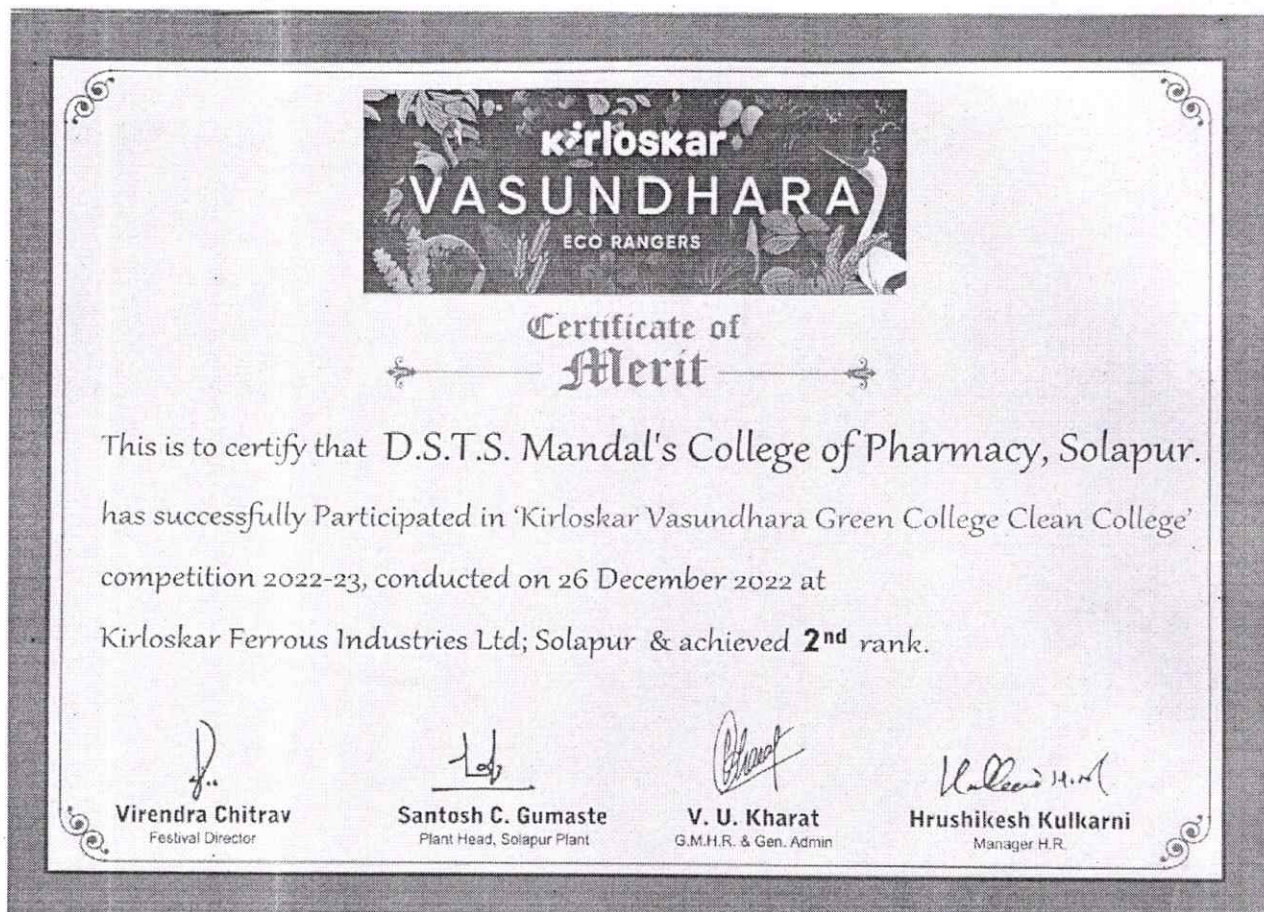 Kirloskar
VASUNDHARA
ECO RANGERS
Certificate of
Merit
This is to certify that D.S.T.S. Mandal's College of Pharmacy, Solapur.
has successfully Participated in 'Kirloskar Vasundhara Green College Clean College'
competition 2022-23, conducted on 26 December 2022 at
Kirloskar Ferrous Industries Ltd; Solapur & achieved 2nd rank.
Virendra Chitrav
Festival Director
Santosh C. Gumaste
Plant Head, Solapur Plant
V. U. Kharat
G.M.H.R. & Gen. Admin
Hrushikesh Kulkarni
Manager H.R.